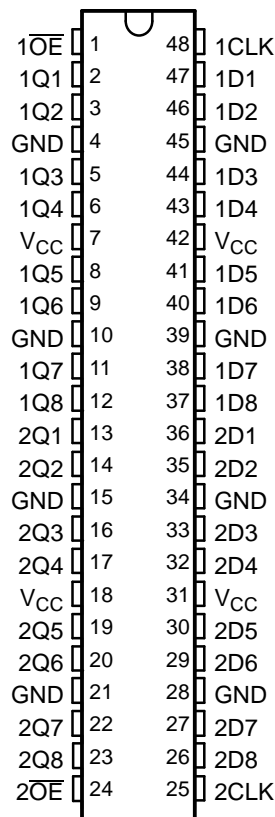 1O̅E̅ 1 48 1CLK
1Q1 2 47 1D1
1Q2 3 46 1D2
GND 4 45 GND
1Q3 5 44 1D3
1Q4 6 43 1D4
VCC 7 42 VCC
1Q5 8 41 1D5
1Q6 9 40 1D6
GND 10 39 GND
1Q7 11 38 1D7
1Q8 12 37 1D8
2Q1 13 36 2D1
2Q2 14 35 2D2
GND 15 34 GND
2Q3 16 33 2D3
2Q4 17 32 2D4
VCC 18 31 VCC
2Q5 19 30 2D5
2Q6 20 29 2D6
GND 21 28 GND
2Q7 22 27 2D7
2Q8 23 26 2D8
2O̅E̅ 24 25 2CLK